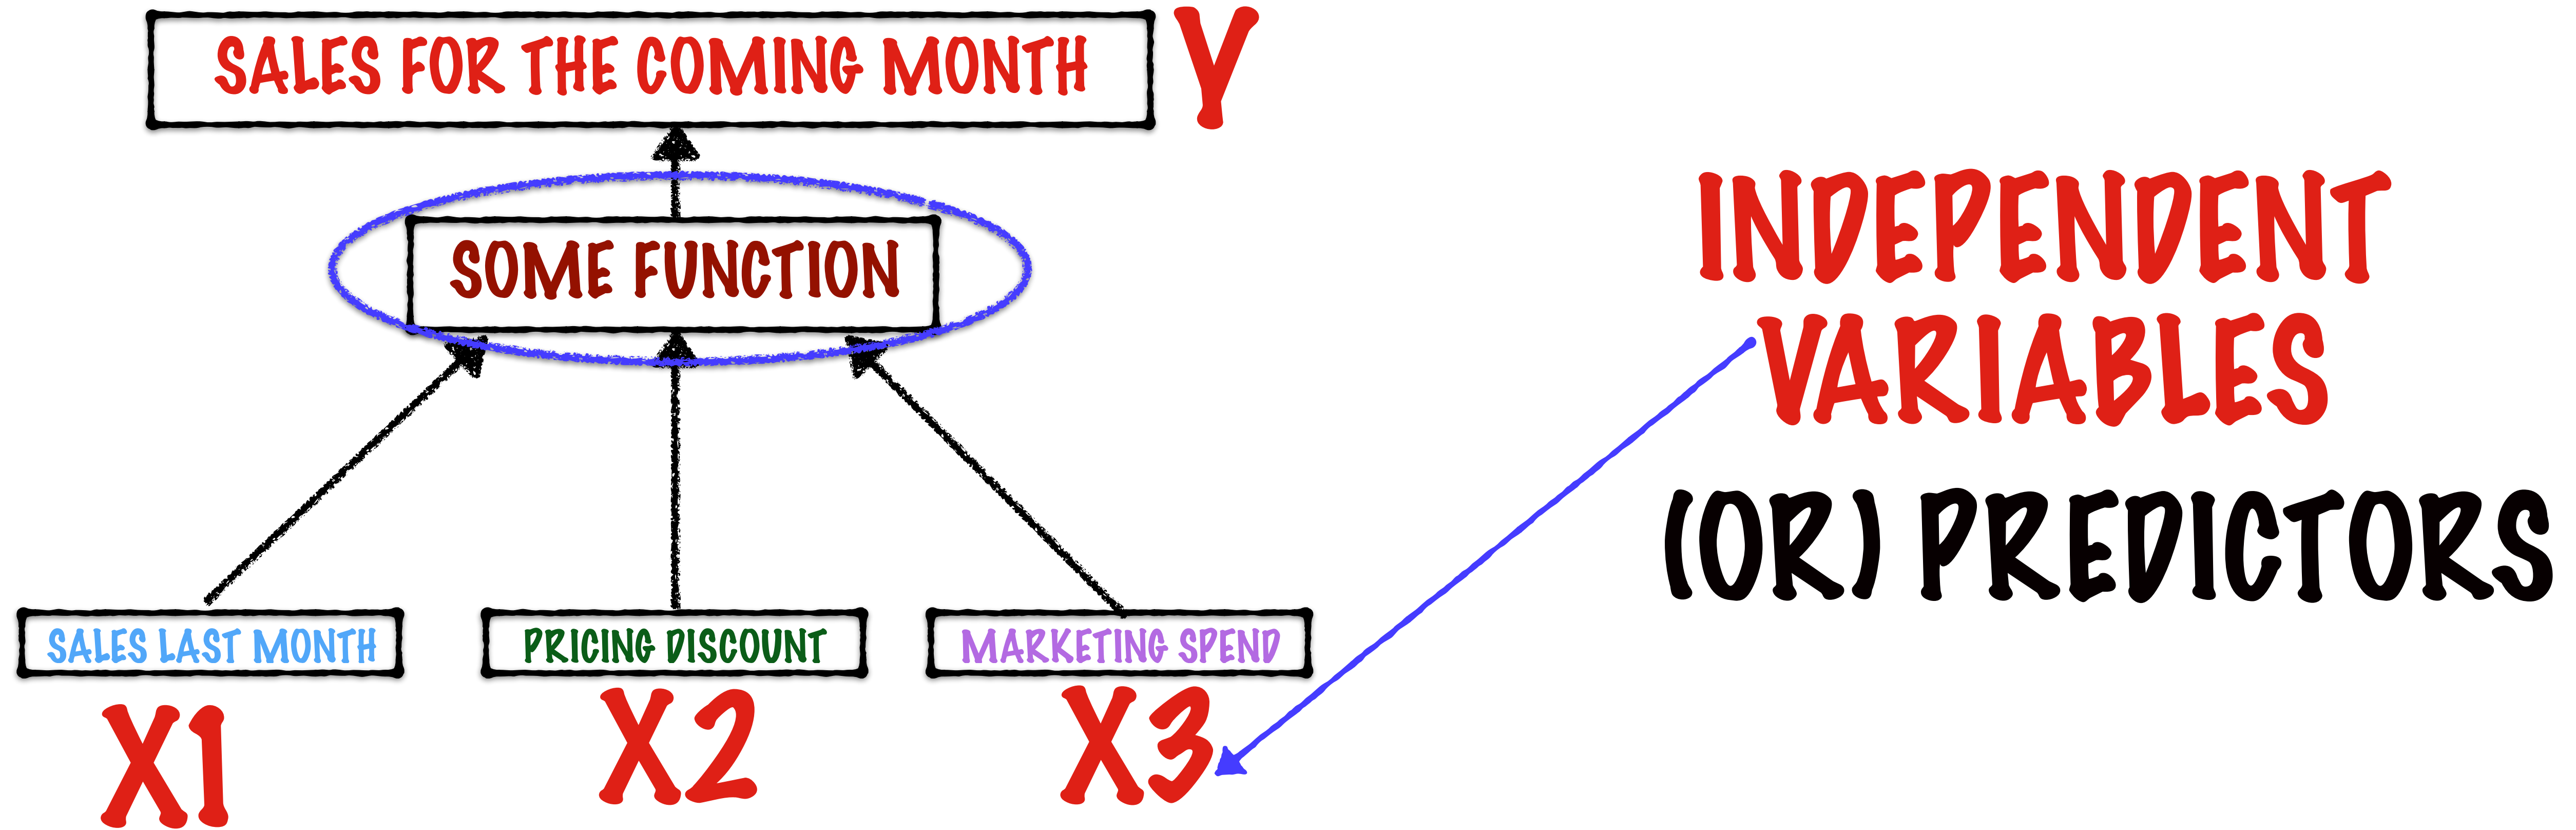 SALES FOR THE COMING MONTH
Y
SOME FUNCTION
SALES LAST MONTH
PRICING DISCOUNT
MARKETING SPEND
X1
X2
X3
INDEPENDENT
VARIABLES
(OR) PREDICTORS